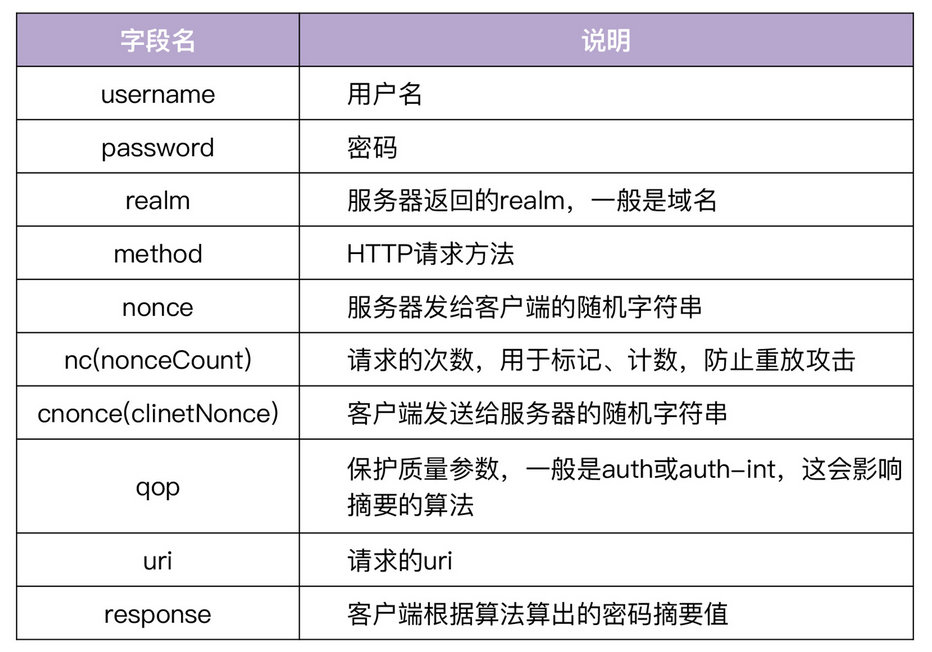 字段名 说明
username 用户名
password 密码
realm 服务器返回的realm，一般是域名
method HTTP请求方法
nonce 服务器发给客户端的随机字符串
nc(nonceCount) 请求的次数，用于标记、计数，防止重放攻击
cnonce(clinetNonce) 客户端发送给服务器的随机字符串
qop 保护质量参数，一般是auth或auth-int，这会影响
摘要的算法
uri 请求的uri
response 客户端根据算法算出的密码摘要值